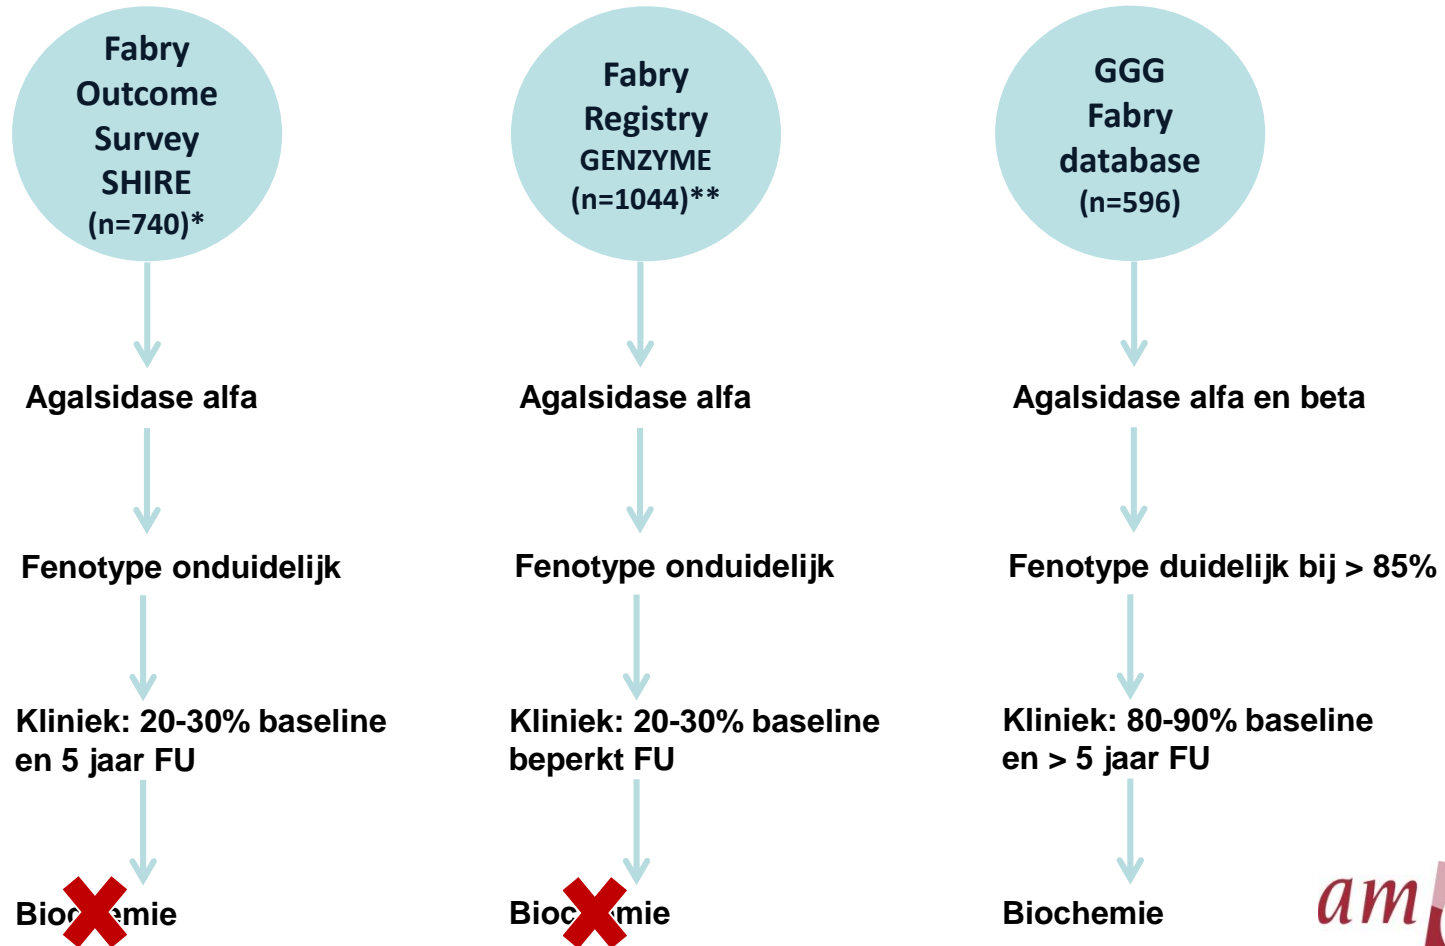 Fabry
Outcome
Survey
SHIRE
(n=740)*
Agalsidase alfa
Fenotype onduidelijk
Kliniek: 20-30% baseline
en 5 jaar FU
Fabry
Registry
GENZYME
(n=1044)**
Agalsidase alfa
Fenotype onduidelijk
Kliniek: 20-30% baseline
beperkt FU
GGG
Fabry
database
(n=596)
Agalsidase alfa en beta
Fenotype duidelijk bij > 85%
Kliniek: 80-90% baseline
en > 5 jaar FU
Biochemie
am